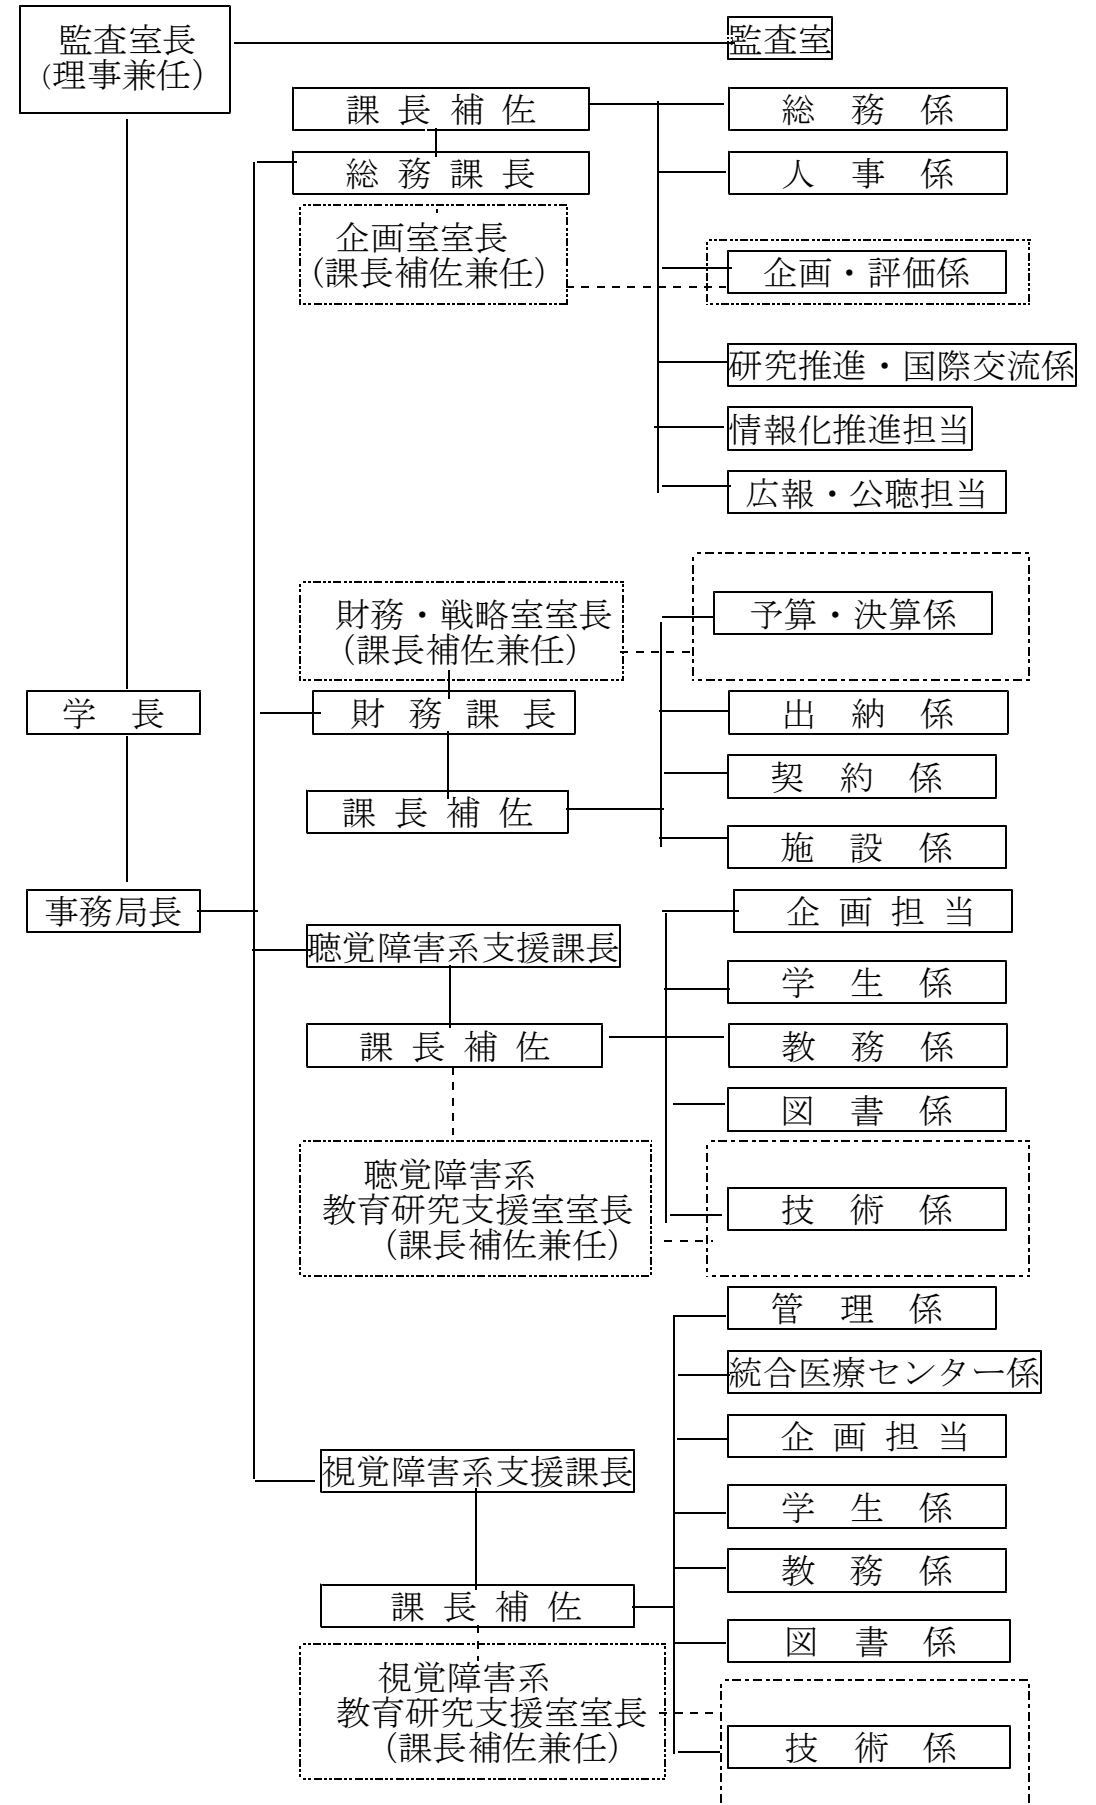 監査室長
(理事兼任)
監査室
課長補佐
総務係
総務課長
人事係
企画室室長
(課長補佐兼任)
企画・評価係
研究推進・国際交流係
情報化推進担当
広報・公聴担当
財務・戦略室室長
(課長補佐兼任)
予算・決算係
学長
財務課長
出納係
契約係
課長補佐
施設係
事務局長
企画担当
聴覚障害系支援課長
学生係
課長補佐
教務係
図書係
聴覚障害系
教育研究支援室室長
(課長補佐兼任)
技術係
管理係
統合医療センター係
企画担当
視覚障害系支援課長
学生係
教務係
課長補佐
図書係
視覚障害系
教育研究支援室室長
(課長補佐兼任)
技術係